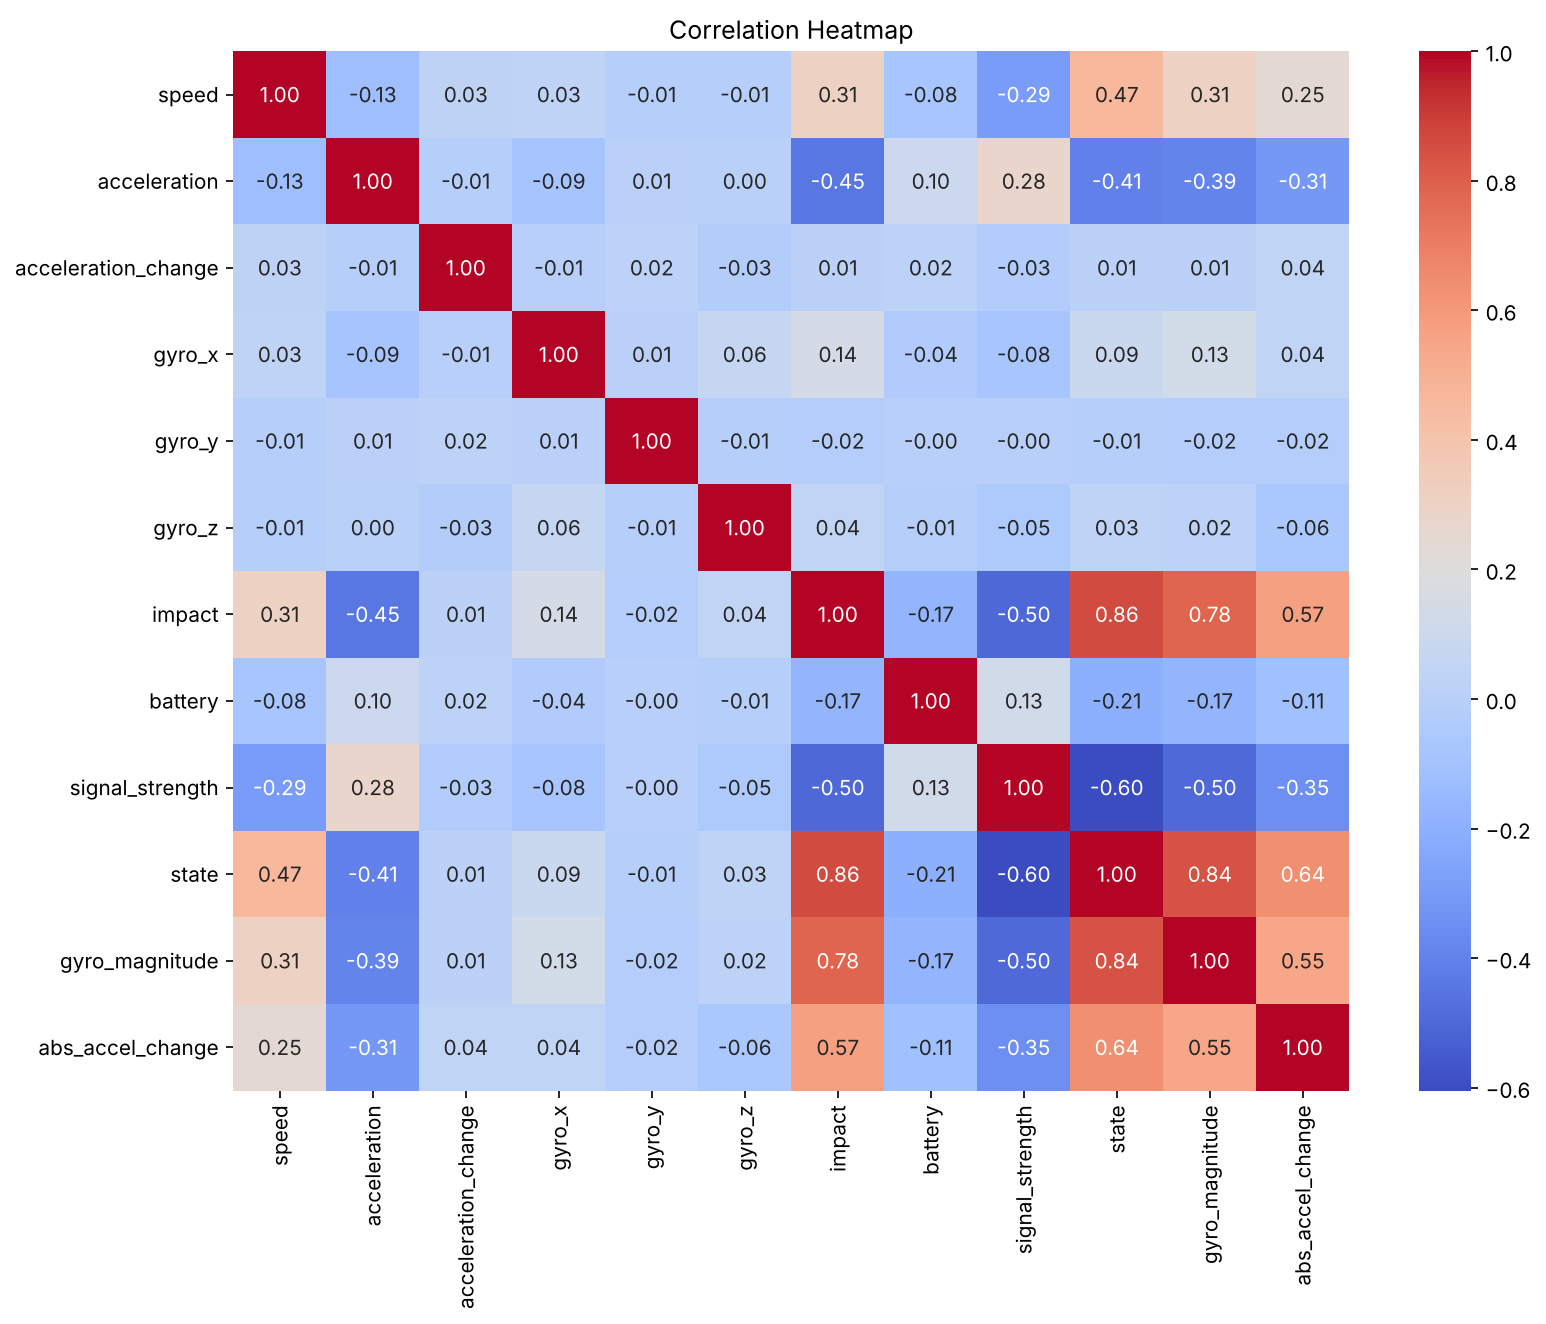 Correlation Heatmap
speed 1.00 -0.13 0.03 0.03 -0.01 -0.01 0.31 -0.08 -0.29 0.47 0.31 0.25
acceleration -0.13 1.00 -0.01 -0.09 0.01 0.00 -0.45 0.10 0.28 -0.41 -0.39 -0.31
acceleration_change 0.03 -0.01 1.00 -0.01 0.02 -0.03 0.01 0.02 -0.03 0.01 0.01 0.04
gyro_x 0.03 -0.09 -0.01 1.00 0.01 0.06 0.14 -0.04 -0.08 0.09 0.13 0.04
gyro_y -0.01 0.01 0.02 0.01 1.00 -0.01 -0.02 -0.00 -0.00 -0.01 -0.02 -0.02
gyro_z -0.01 0.00 -0.03 0.06 -0.01 1.00 0.04 -0.01 -0.05 0.03 0.02 -0.06
impact 0.31 -0.45 0.01 0.14 -0.02 0.04 1.00 -0.17 -0.50 0.86 0.78 0.57
battery -0.08 0.10 0.02 -0.04 -0.00 -0.01 -0.17 1.00 0.13 -0.21 -0.17 -0.11
signal_strength -0.29 0.28 -0.03 -0.08 -0.00 -0.05 -0.50 0.13 1.00 -0.60 -0.50 -0.35
state 0.47 -0.41 0.01 0.09 -0.01 0.03 0.86 -0.21 -0.60 1.00 0.84 0.64
gyro_magnitude 0.31 -0.39 0.01 0.13 -0.02 0.02 0.78 -0.17 -0.50 0.84 1.00 0.55
abs_accel_change 0.25 -0.31 0.04 0.04 -0.02 -0.06 0.57 -0.11 -0.35 0.64 0.55 1.00
speed
acceleration
acceleration_change
gyro_x
gyro_y
gyro_z
impact
battery
signal_strength
state
gyro_magnitude
abs_accel_change
1.0
0.8
0.6
0.4
0.2
0.0
−0.2
−0.4
−0.6